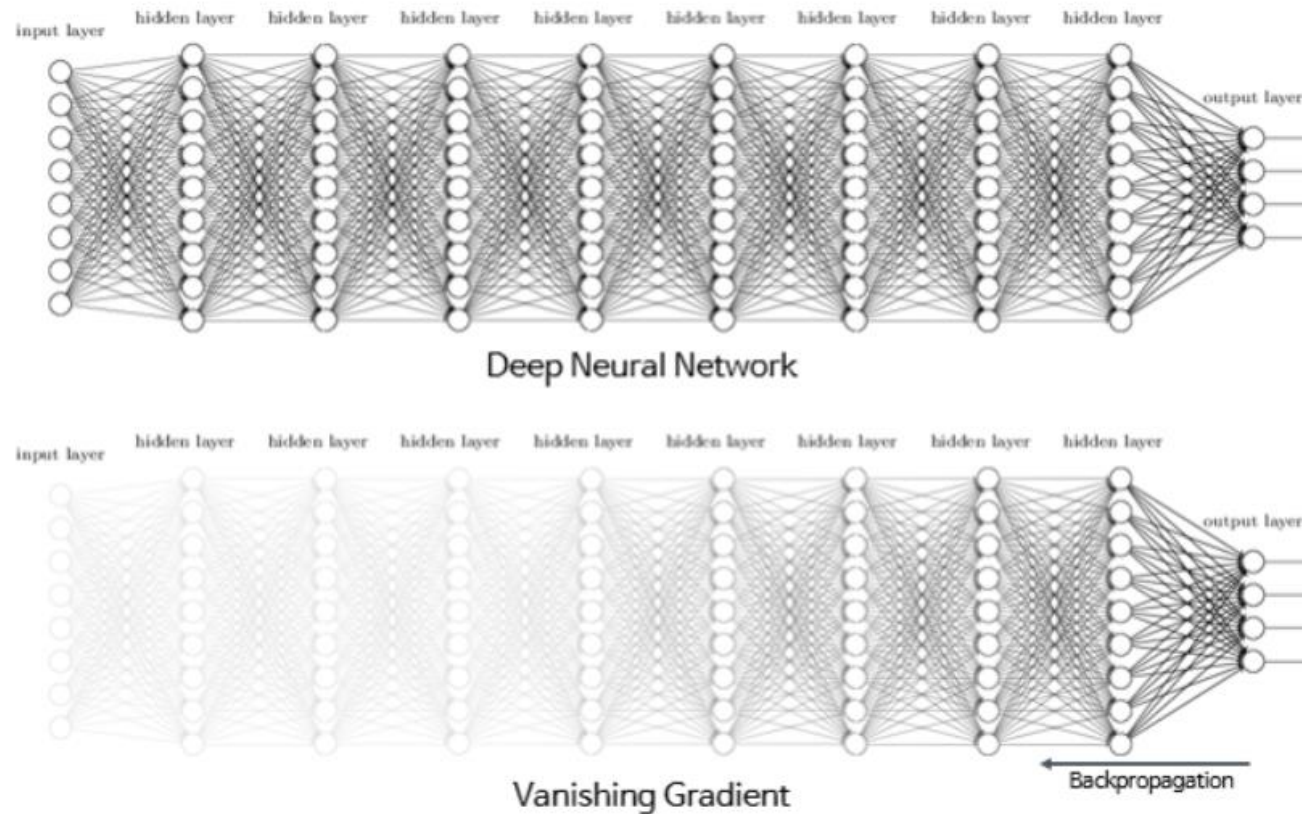 hidden layer hidden layer hidden layer hidden layer hidden layer hidden layer hidden layer hidden layer
input layer
output layer
Deep Neural Network
hidden layer hidden layer hidden layer hidden layer hidden layer hidden layer hidden layer hidden layer
input layer
output layer
Backpropagation
Vanishing Gradient